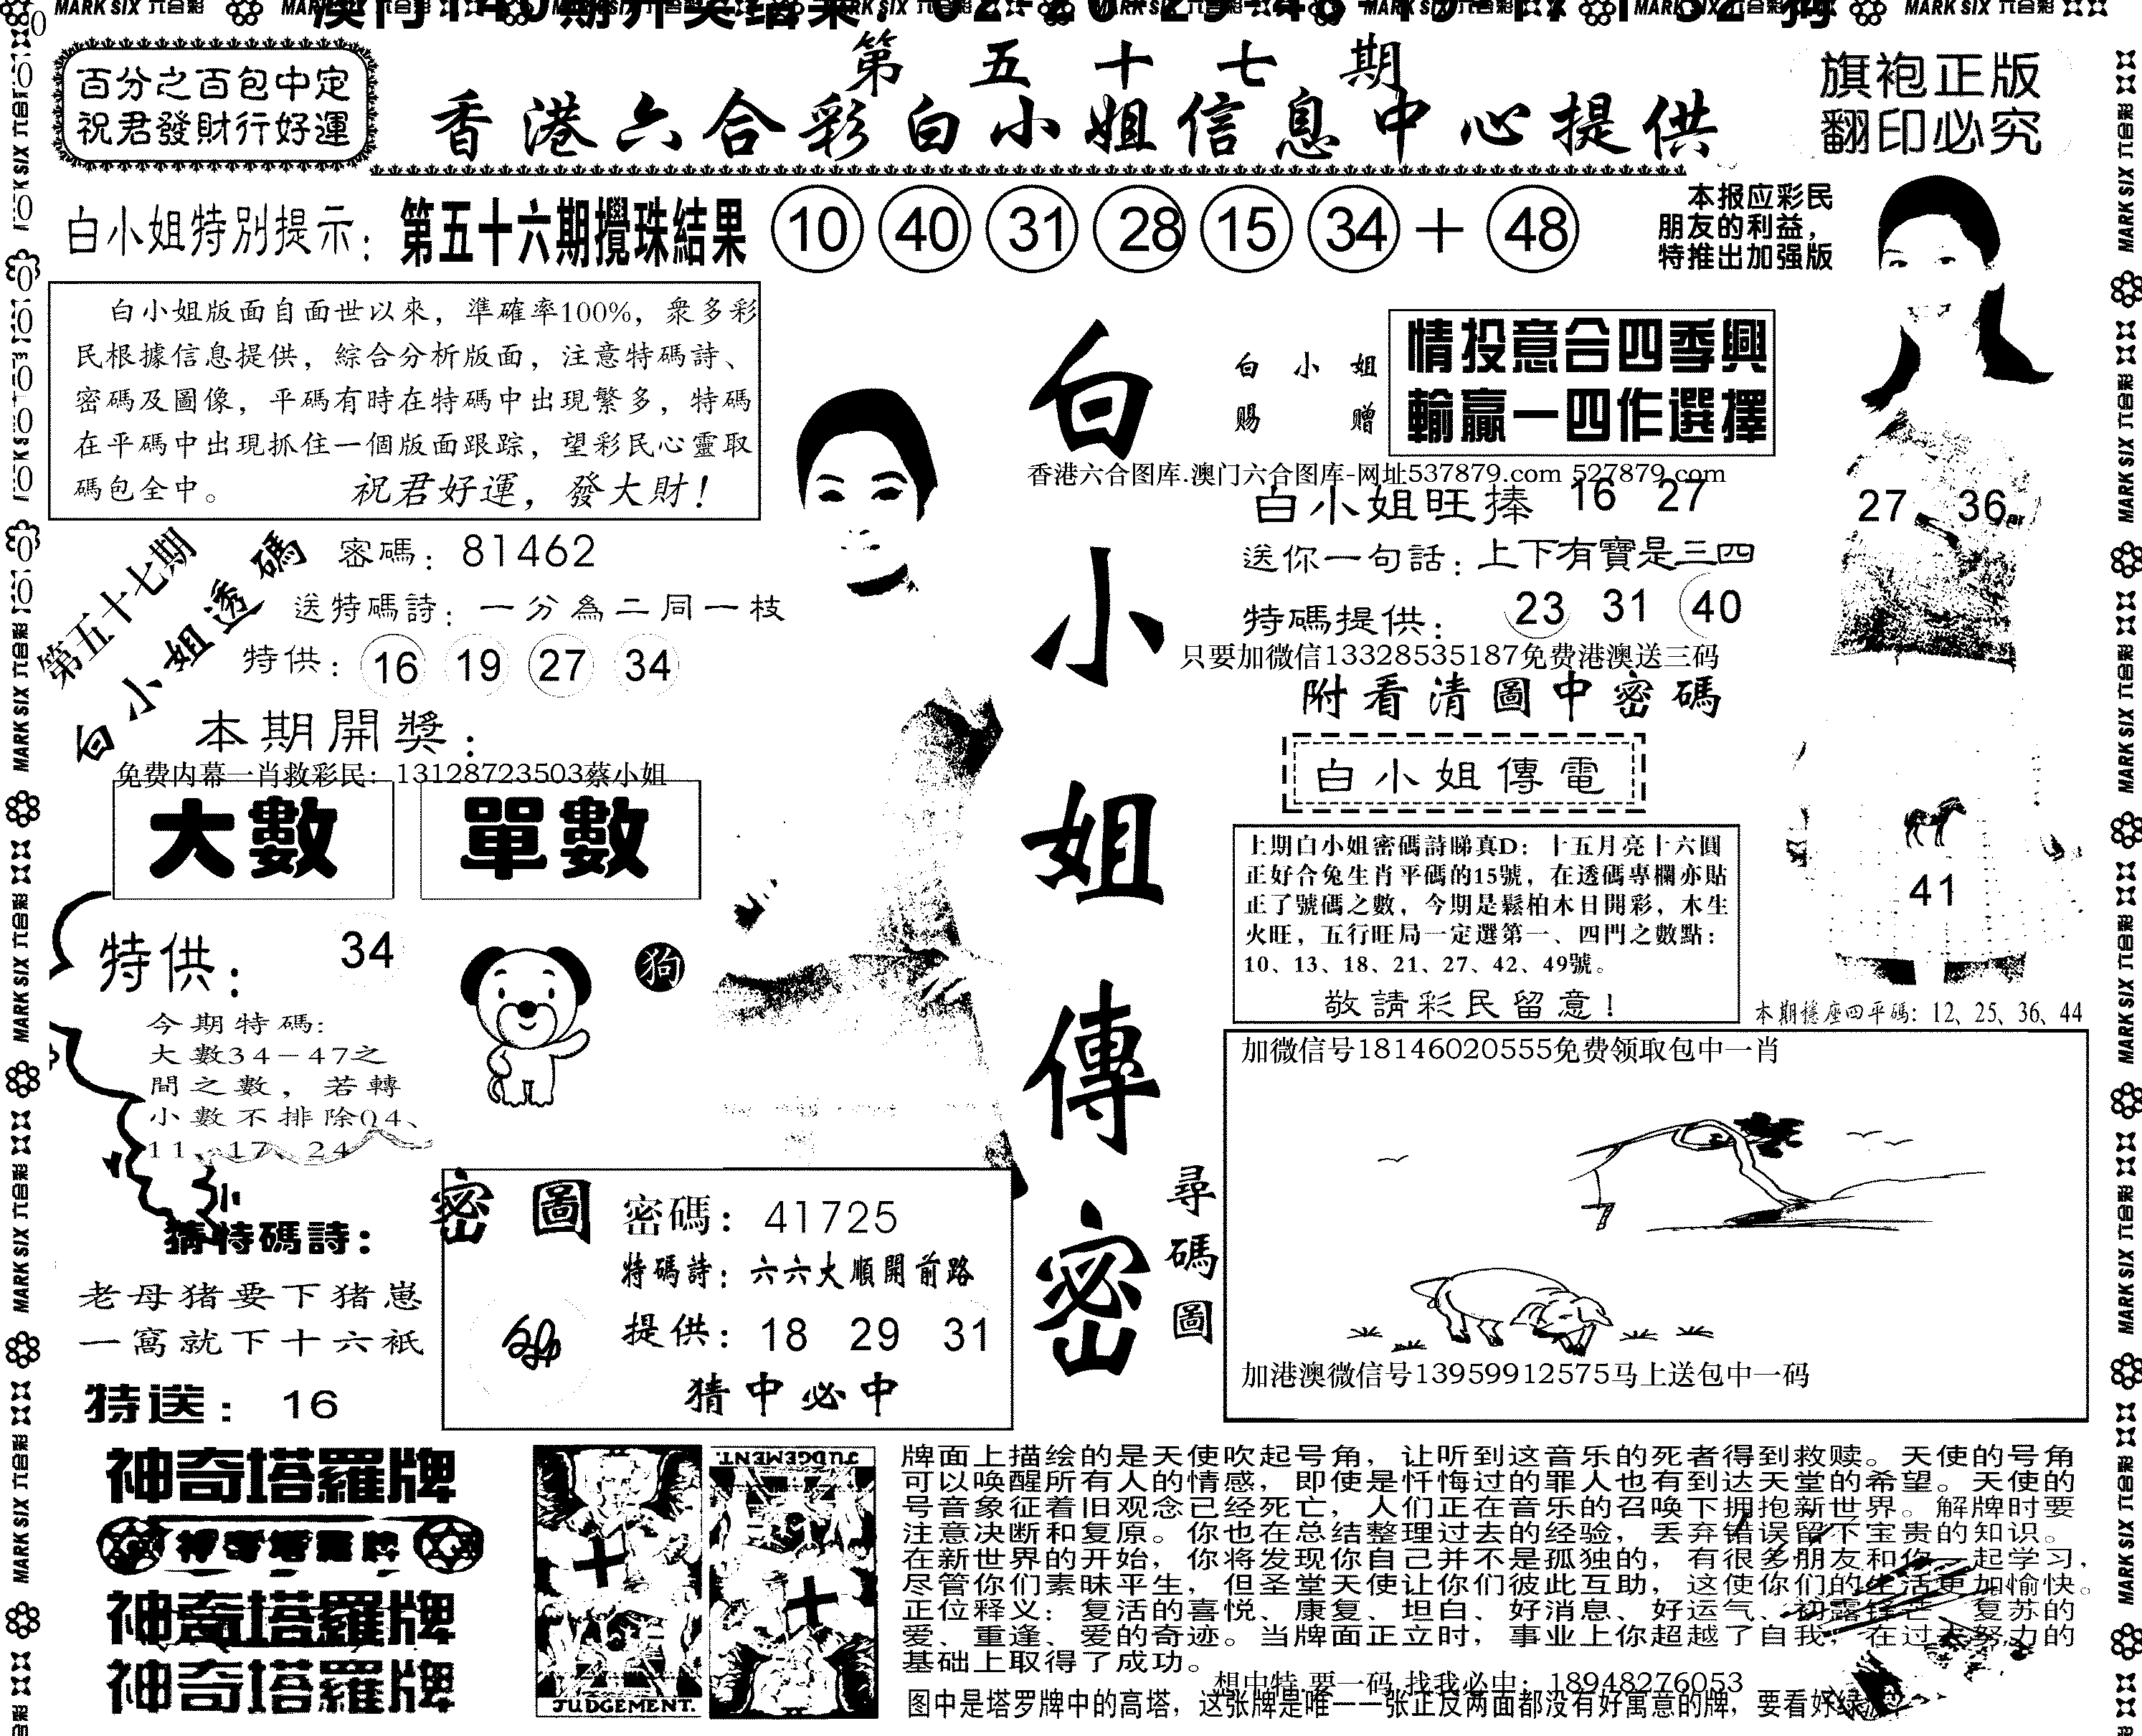 第五十七期
百分之百包中定
祝君發財行好運
香港六合彩白小姐信息中心提供
旗袍正版
翻印必究
白小姐特別提示：第五十六期攪珠結果 10 40 31 28 15 34 + 48
本报应彩民
朋友的利益，
特推出加强版
白小姐版面自面世以來，準確率100%，衆多彩
民根據信息提供，綜合分析版面，注意特碼詩、
密碼及圖像，平碼有時在特碼中出現繁多，特碼
在平碼中出現抓住一個版面跟踪，望彩民心靈取
碼包全中。 祝君好運，發大財！
第五十七期
白小姐透碼
密碼：81462
送特碼詩：一分為二同一枝
特供：16 19 27 34
本期開獎：
免费内幕一肖救彩民：13128723503蔡小姐
大數 單數
特供：34
狗
今期特碼:
大數34－47之
間之數，若轉
小數不排除04、
11、17、24
小
猜特碼詩：
老母猪要下猪崽
一窩就下十六衹
特送：16
密圖
密碼：41725
特碼詩：六六大順開前路
提供：18 29 31
猜中必中
白小姐傳密
白小姐
赐赠
情投意合四季興
輸贏一四作選擇
香港六合图库.澳门六合图库-网址537879.com 527879.com
白小姐旺捧 16 27
送你一句話：上下有寶是三四
特碼提供：23 31 40
只要加微信13328535187免费港澳送三码
附看清圖中密碼
白小姐傳電
上期白小姐密碼詩睇真D：十五月亮十六圓
正好合兔生肖平碼的15號，在透碼專欄亦貼
正了號碼之數，今期是鬆柏木日開彩，木生
火旺，五行旺局一定選第一、四門之數點：
10、13、18、21、27、42、49號。
敬請彩民留意！
27 36
41
本期穩座四平碼：12、25、36、44
尋碼圖
加微信号18146020555免费领取包中一肖
加港澳微信号13959912575马上送包中一码
神奇塔羅牌
神奇塔羅牌
神奇塔羅牌
神奇塔羅牌
JUDGEMENT.
JUDGEMENT.
牌面上描绘的是天使吹起号角，让听到这音乐的死者得到救赎。天使的号角
可以唤醒所有人的情感，即使是忏悔过的罪人也有到达天堂的希望。天使的
号音象征着旧观念已经死亡，人们正在音乐的召唤下拥抱新世界。解牌时要
注意决断和复原。你也在总结整理过去的经验，丢弃错误留下宝贵的知识。
在新世界的开始，你将发现你自己并不是孤独的，有很多朋友和你一起学习，
尽管你们素昧平生，但圣堂天使让你们彼此互助，这使你们的生活更加愉快。
正位释义：复活的喜悦、康复、坦白、好消息、好运气、初露锋芒、复苏的
爱、重逢、爱的奇迹。当牌面正立时，事业上你超越了自我，在过去努力的
基础上取得了成功。
想中特.要一码.找我必中：18948276053
图中是塔罗牌中的高塔，这张牌是唯一一张正反两面都没有好寓意的牌，要看好
MARK SIX 六合彩